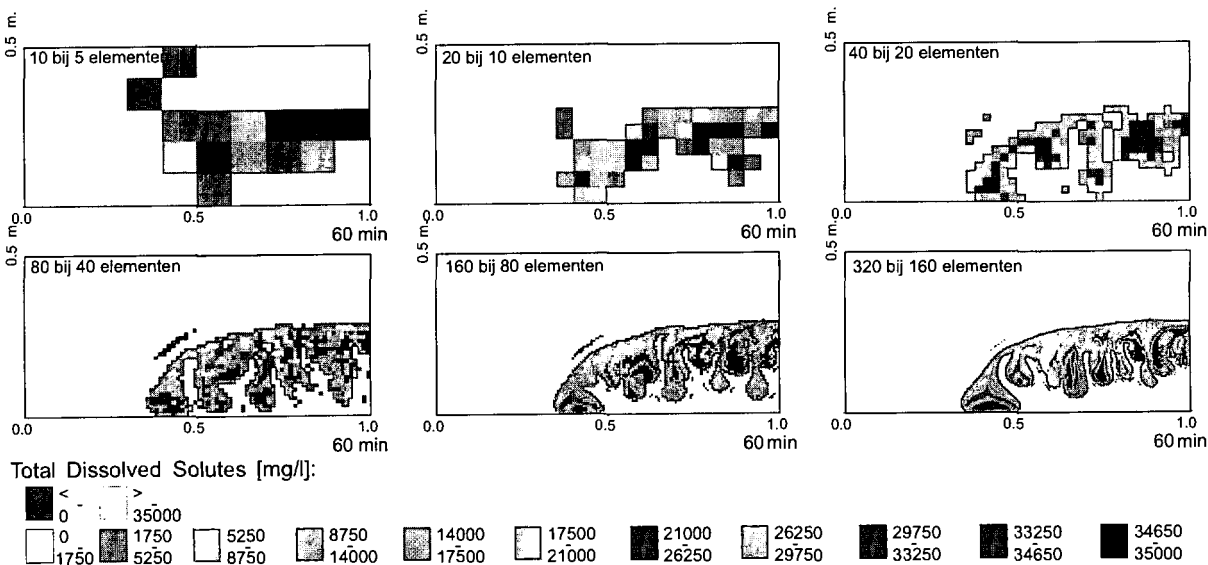 0.5 m.
10 bij 5 elementen
0.0 0.5 1.0
60 min
0.5 m.
20 bij 10 elementen
0.0 0.5 1.0
60 min
0.5 m.
40 bij 20 elementen
0.0 0.5 1.0
60 min
0.5 m.
80 bij 40 elementen
0.0 0.5 1.0
60 min
0.5 m.
160 bij 80 elementen
0.0 0.5 1.0
60 min
0.5 m.
320 bij 160 elementen
0.0 0.5 1.0
60 min
Total Dissolved Solutes [mg/l]:
< - 0
> - 35000
0 - 1750
1750 - 5250
5250 - 8750
8750 - 14000
14000 - 17500
17500 - 21000
21000 - 26250
26250 - 29750
29750 - 33250
33250 - 34650
34650 - 35000